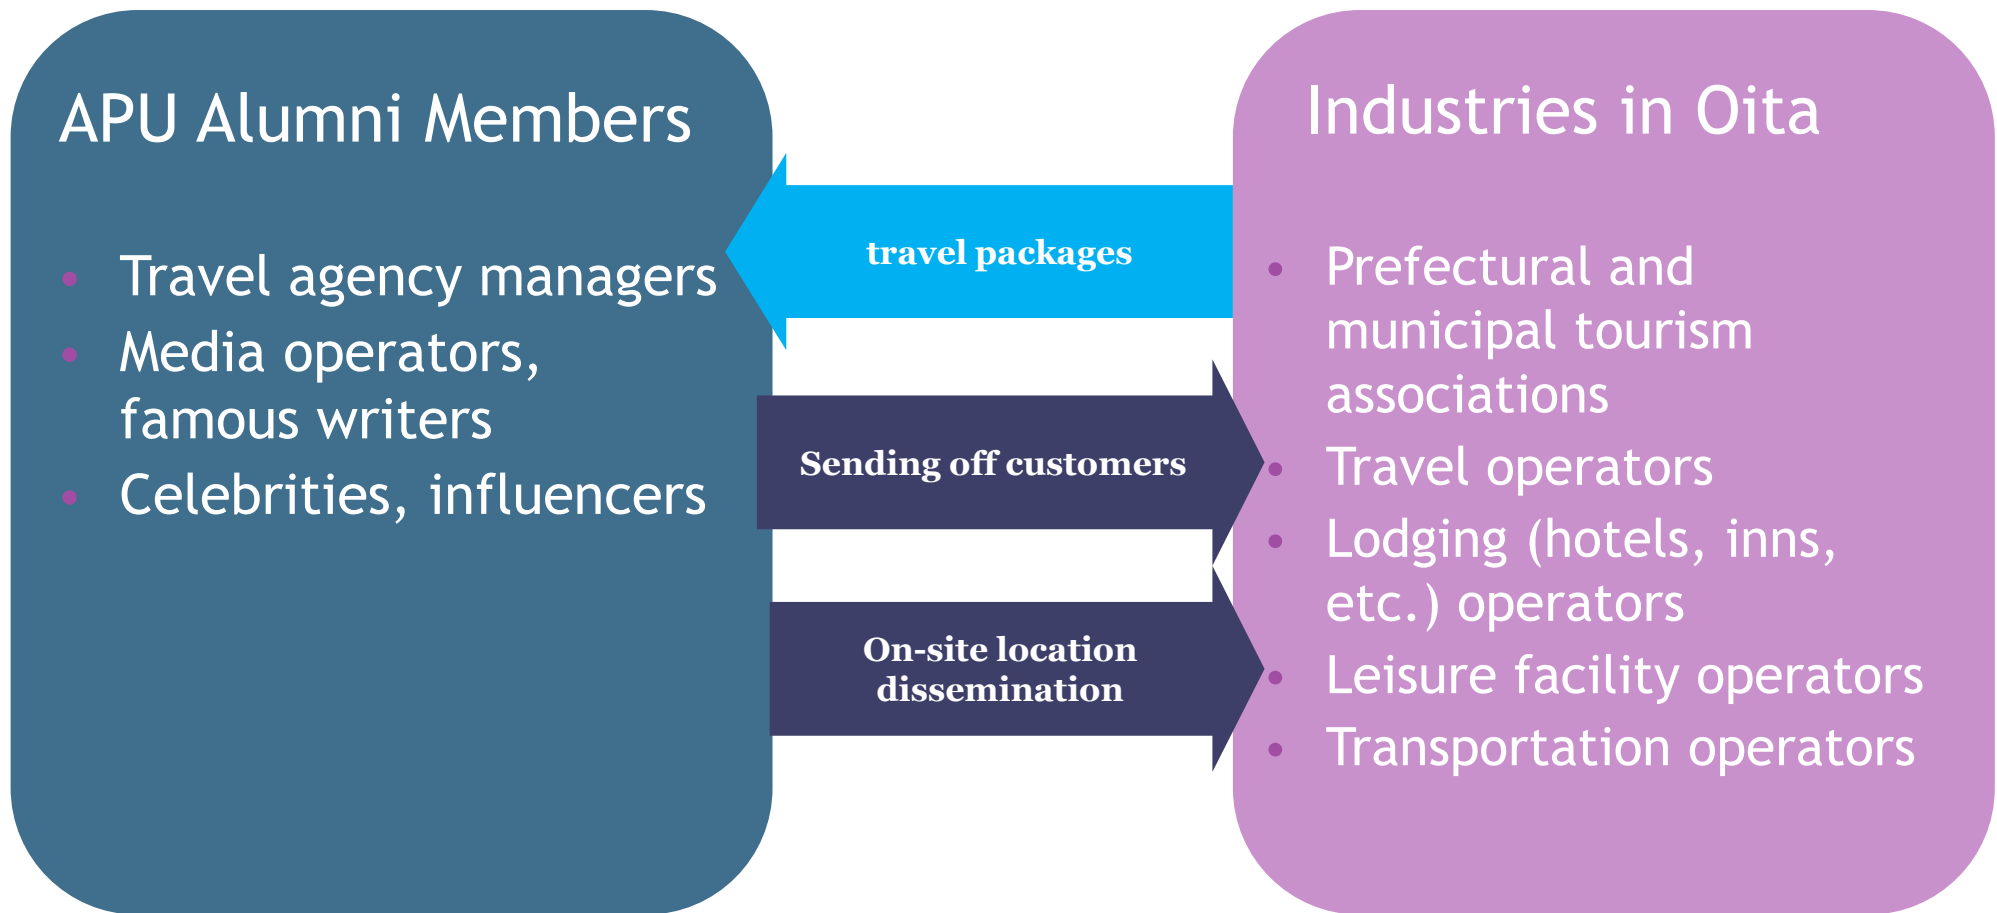 APU Alumni Members
• Travel agency managers
• Media operators,
famous writers
• Celebrities, influencers
travel packages
Sending off customers
On-site location
dissemination
Industries in Oita
• Prefectural and
municipal tourism
associations
• Travel operators
• Lodging (hotels, inns,
etc.) operators
• Leisure facility operators
• Transportation operators